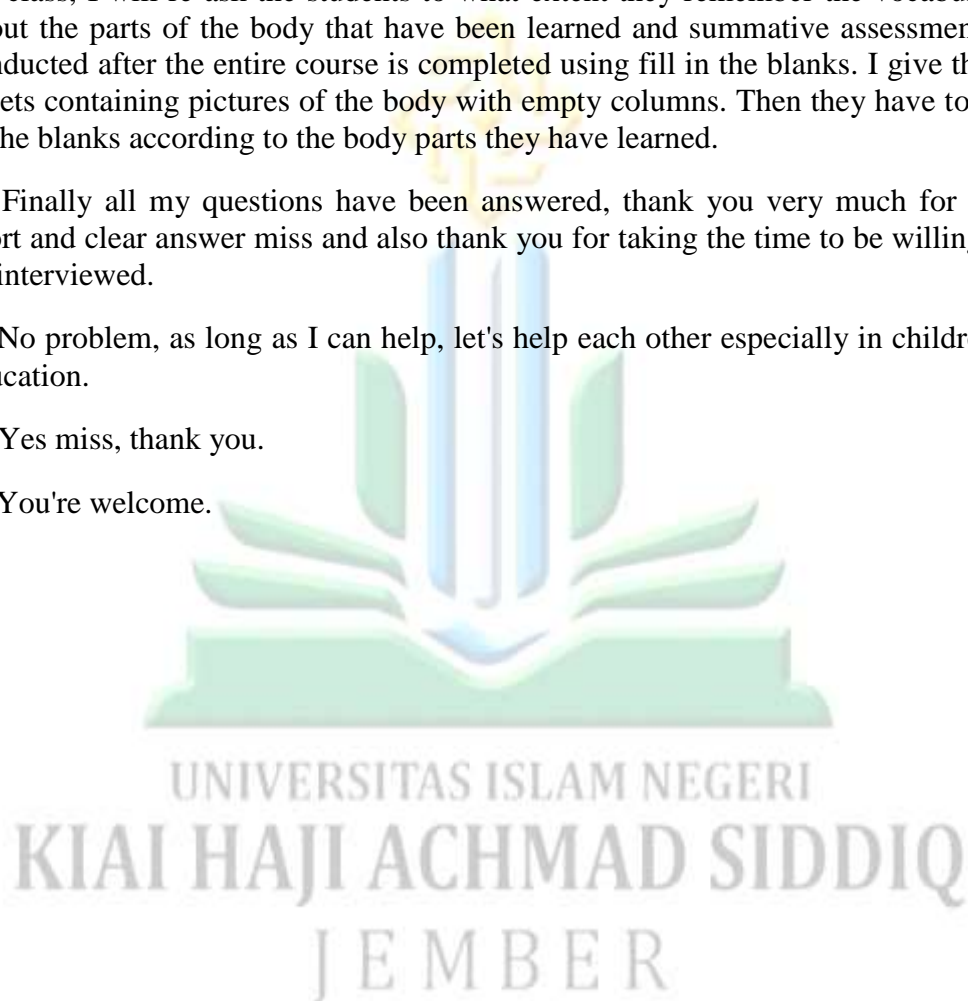 class, I will re-ask the students to what extent they remember the
out the parts of the body that have been learned and summative assessment
nducted after the entire course is completed using fill in the blanks. I give
ets containing pictures of the body with empty columns. Then they have to
he blanks according to the body parts they have learned.
Finally all my questions have been answered, thank you very much for
ort and clear answer miss and also thank you for taking the time to be willing
interviewed.
No problem, as long as I can help, let's help each other especially in
ucation.
Yes miss, thank you.
You're welcome.
UNIVERSITAS ISLAM NEGERI
KIAI HAJI ACHMAD SIDDIQ
JEMBER